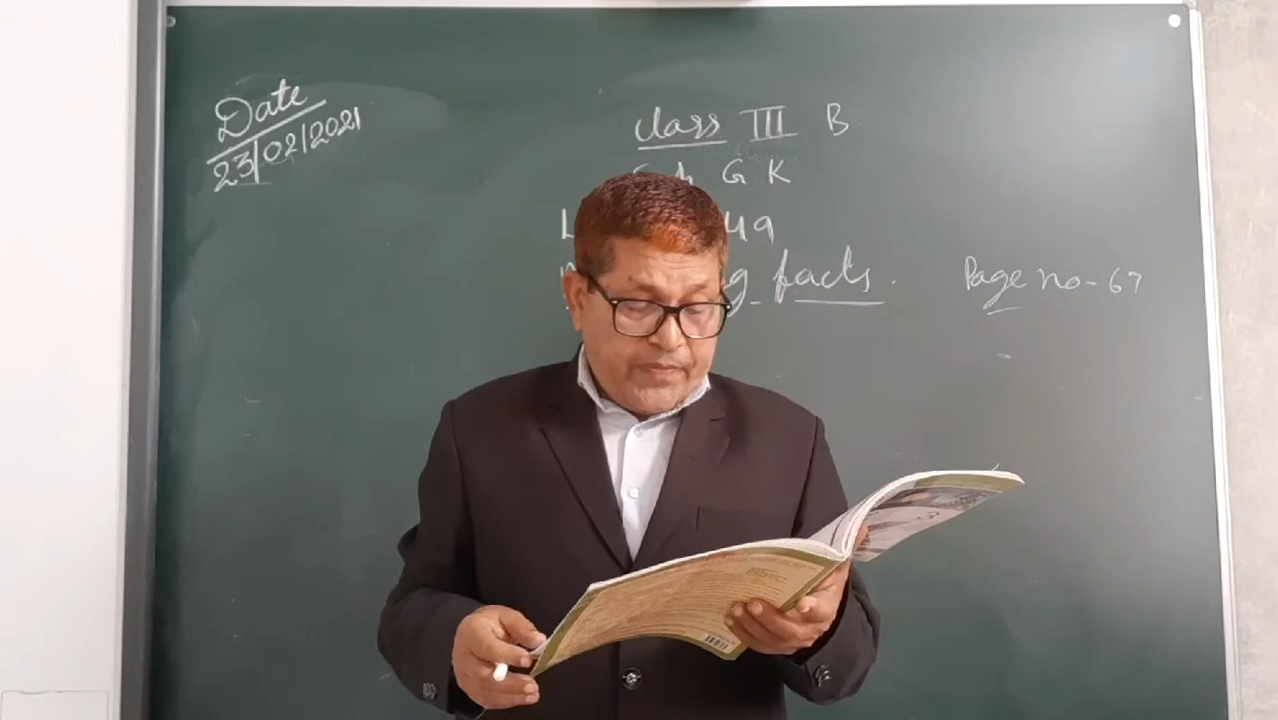 Date
23/02/2021
Class III B
G K
49
facts.
Page no - 67